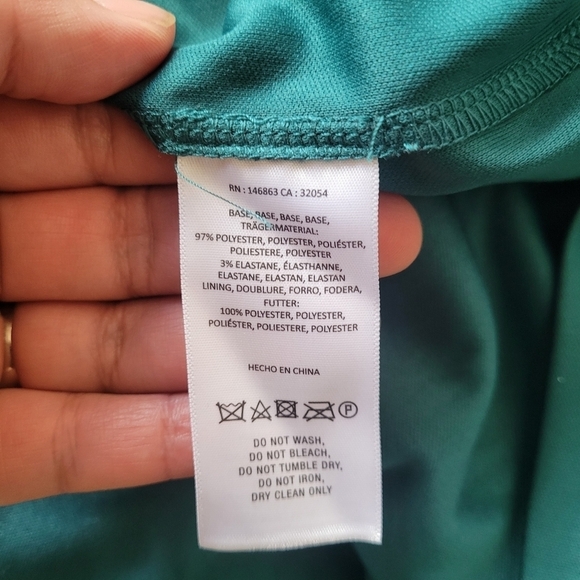 RN : 146863 CA : 32054
BASE, BASE, BASE, BASE,
TRÄGERMATERIAL:
97% POLYESTER, POLYESTER, POLIÉSTER,
POLIESTERE, POLYESTER
3% ELASTANE, ÉLASTHANNE,
ELASTANE, ELASTAN, ELASTAN
LINING, DOUBLURE, FORRO, FODERA,
FUTTER:
100% POLYESTER, POLYESTER,
POLIÉSTER, POLIESTERE, POLYESTER
HECHO EN CHINA
P
DO NOT WASH,
DO NOT BLEACH,
DO NOT TUMBLE DRY,
DO NOT IRON,
DRY CLEAN ONLY